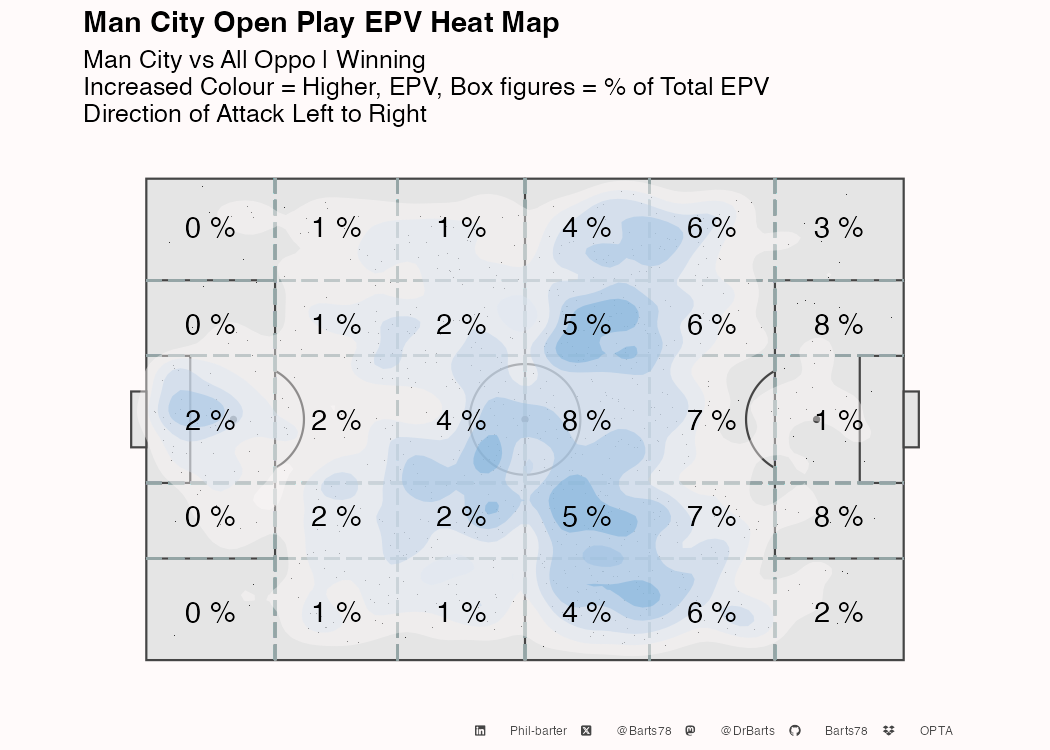 Man City Open Play EPV Heat Map
Man City vs All Oppo | Winning
Increased Colour = Higher, EPV, Box figures = % of Total EPV
Direction of Attack Left to Right
0 % 1 % 1 % 4 % 6 % 3 %
0 % 1 % 2 % 5 % 6 % 8 %
2 % 2 % 4 % 8 % 7 % 1 %
0 % 2 % 2 % 5 % 7 % 8 %
0 % 1 % 1 % 4 % 6 % 2 %
Phil-barter @Barts78 @DrBarts Barts78 OPTA